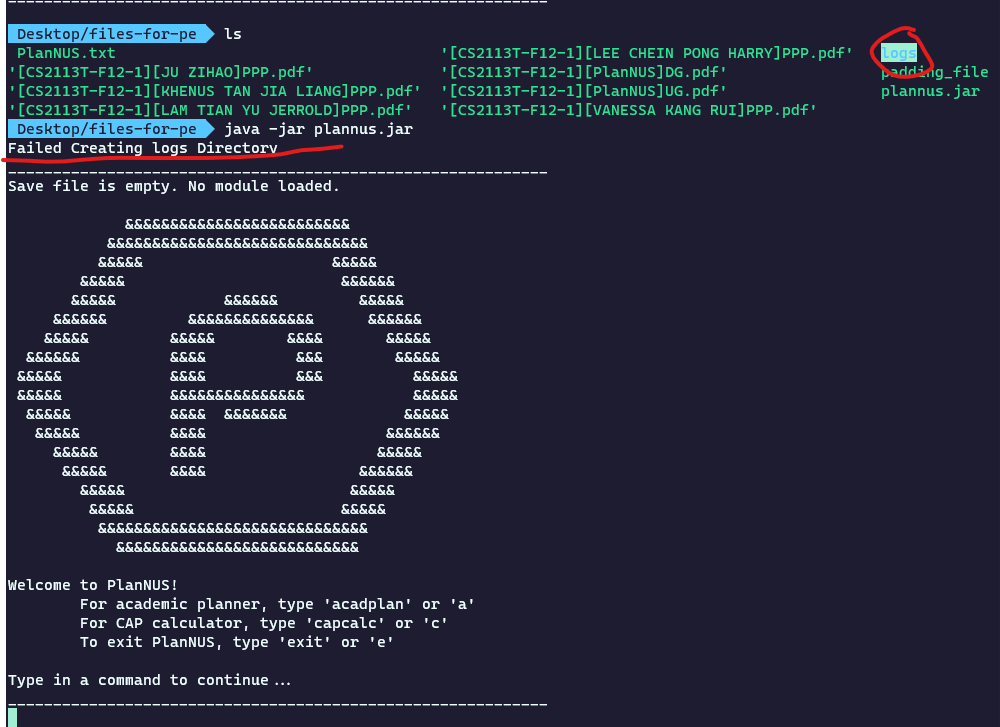 ------------------------------------------------------------
Desktop/files-for-pe ls
PlanNUS.txt '[CS2113T-F12-1][LEE CHEIN PONG HARRY]PPP.pdf' logs
'[CS2113T-F12-1][JU ZIHAO]PPP.pdf' '[CS2113T-F12-1][PlanNUS]DG.pdf' padding_file
'[CS2113T-F12-1][KHENUS TAN JIA LIANG]PPP.pdf' '[CS2113T-F12-1][PlanNUS]UG.pdf' plannus.jar
'[CS2113T-F12-1][LAM TIAN YU JERROLD]PPP.pdf' '[CS2113T-F12-1][VANESSA KANG RUI]PPP.pdf'
Desktop/files-for-pe java -jar plannus.jar
Failed Creating logs Directory
------------------------------------------------------------
Save file is empty. No module loaded.
&&&&&&&&&&&&&&&&&&&&&&&&&
&&&&&&&&&&&&&&&&&&&&&&&&&&&&&
&&&&& &&&&&
&&&&& &&&&&&
&&&&& &&&&&& &&&&&
&&&&&& &&&&&&&&&&&&&& &&&&&&
&&&&& &&&&& &&&& &&&&&
&&&&&& &&&& &&& &&&&&
&&&&& &&&& &&& &&&&&
&&&&& &&&&&&&&&&&&&&& &&&&&
&&&&& &&&& &&&&&&& &&&&&
&&&&& &&&& &&&&&&
&&&&& &&&& &&&&&
&&&&& &&&& &&&&&&
&&&&& &&&&&
&&&&& &&&&&
&&&&&&&&&&&&&&&&&&&&&&&&&&&&&&
&&&&&&&&&&&&&&&&&&&&&&&&&&&
Welcome to PlanNUS!
For academic planner, type 'acadplan' or 'a'
For CAP calculator, type 'capcalc' or 'c'
To exit PlanNUS, type 'exit' or 'e'
Type in a command to continue...
------------------------------------------------------------